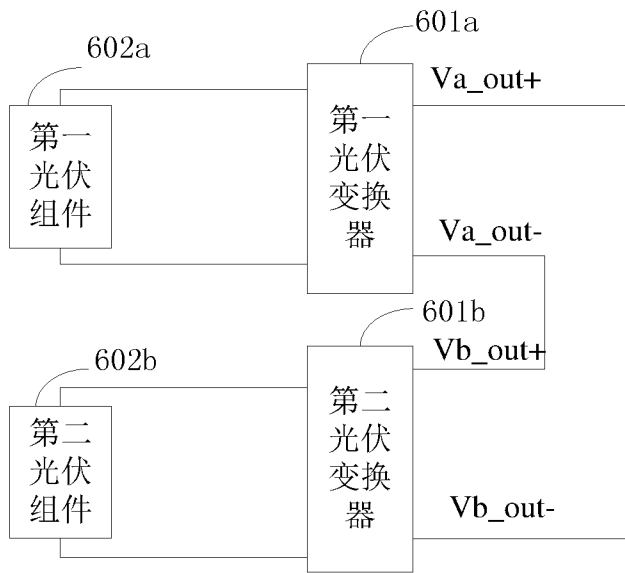 602a
601a
第一
光伏
组件
第一
光伏
变换
器
Va_out+
Va_out-
602b
601b
第二
光伏
组件
第二
光伏
变换
器
Vb_out+
Vb_out-